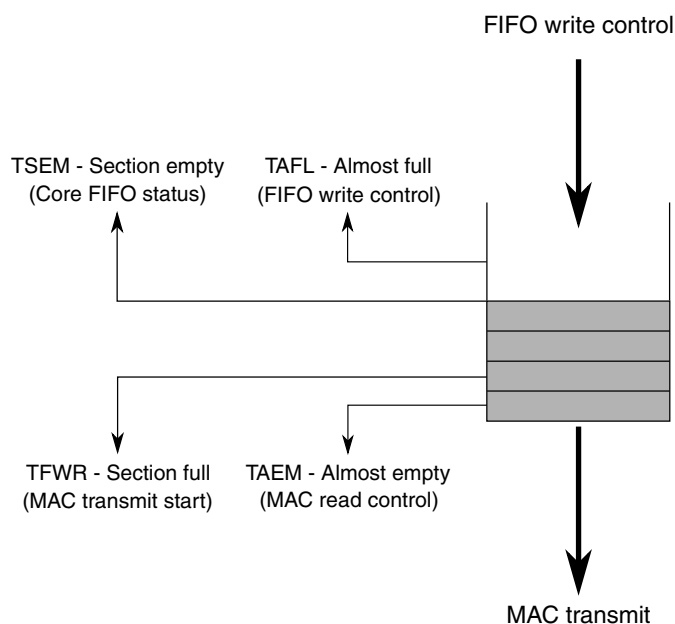 FIFO write control
TSEM - Section empty
(Core FIFO status)
TAFL - Almost full
(FIFO write control)
TFWR - Section full
(MAC transmit start)
TAEM - Almost empty
(MAC read control)
MAC transmit